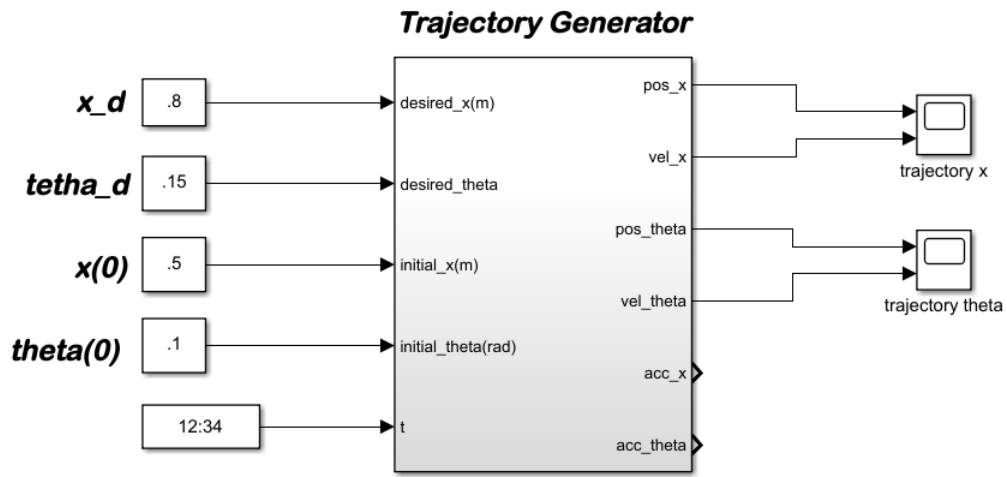 Trajectory Generator
x_d
.8
desired_x(m)
pos_x
vel_x
trajectory x
tetha_d
.15
desired_theta
x(0)
.5
initial_x(m)
pos_theta
vel_theta
trajectory theta
theta(0)
.1
initial_theta(rad)
acc_x
12:34
t
acc_theta